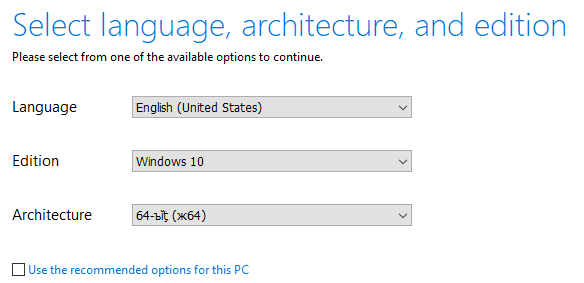 Select language, architecture, and edition
Please select from one of the available options to continue.
Language
English (United States)
Edition
Windows 10
Architecture
64-ъĭţ (ж64)
Use the recommended options for this PC